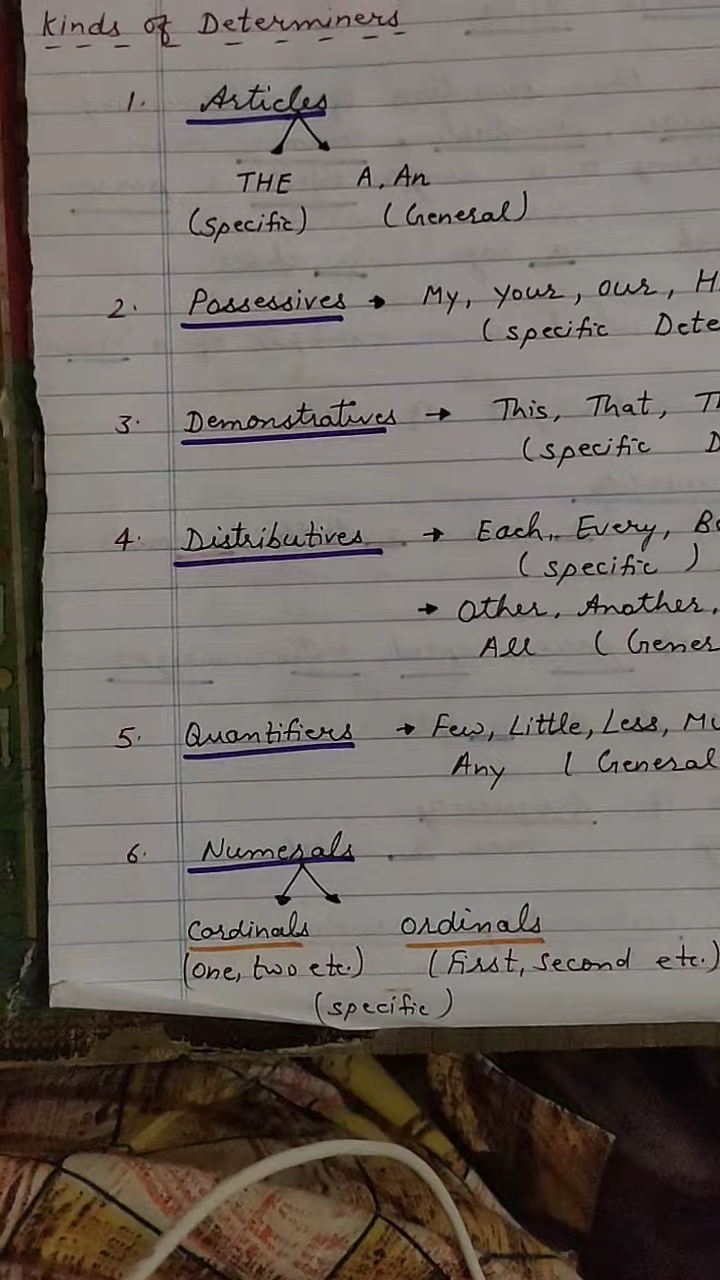 Kinds of Determiners
1. Articles
THE A, An
(specific) (General)
2. Possessives → My, your, our,
(specific
3. Demonstratives → This, That,
(specific
4. Distributives → Each, Every,
(specific)
→ Other, Another,
All (
5. Quantifiers → Few, Little, Less,
Any ( General
6. Numerals
Cardinals Ordinals
(one, two etc.) (First, second etc.)
(specific)